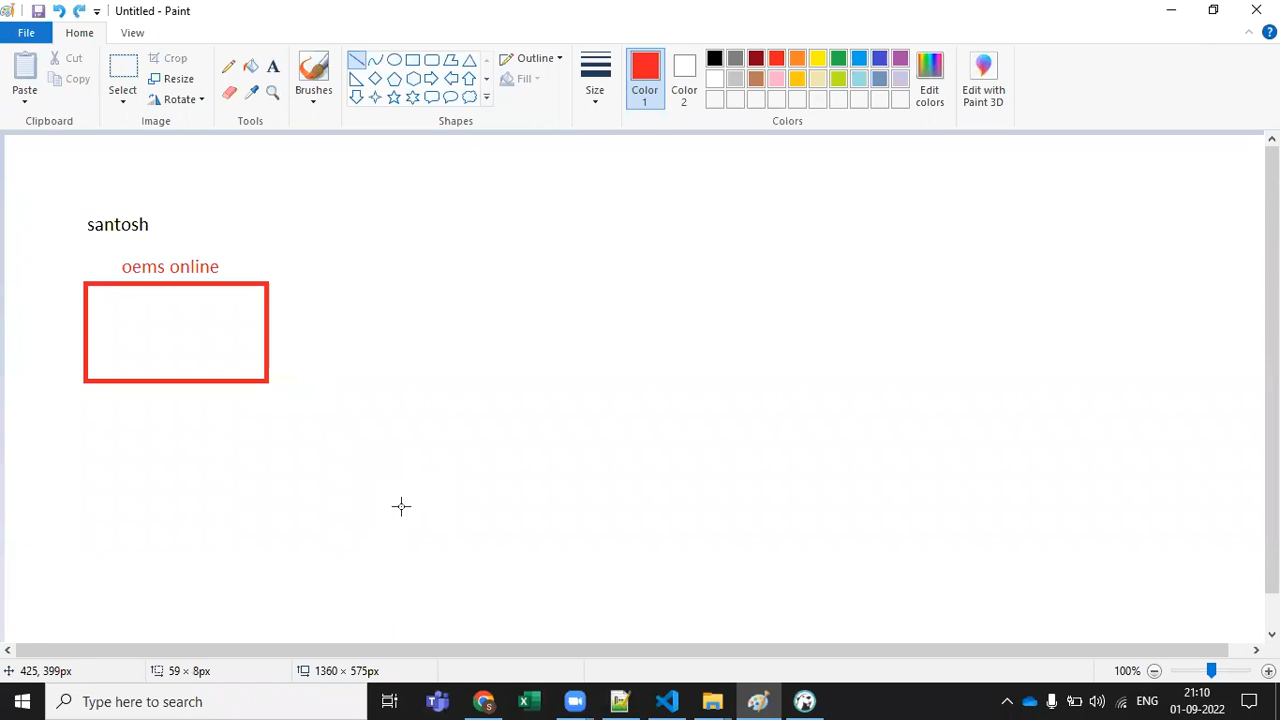 Untitled - Paint
File Home View
Paste
Cut
Copy
Clipboard
Select
Crop
Resize
Rotate
Image
A
Tools
Brushes
Outline
Fill
Shapes
Size
Color 1
Color 2
Edit colors
Colors
Edit with Paint 3D
santosh
oems online
425, 399px 59 × 8px 1360 × 575px 100%
Type here to search
ENG
21:10
01-09-2022